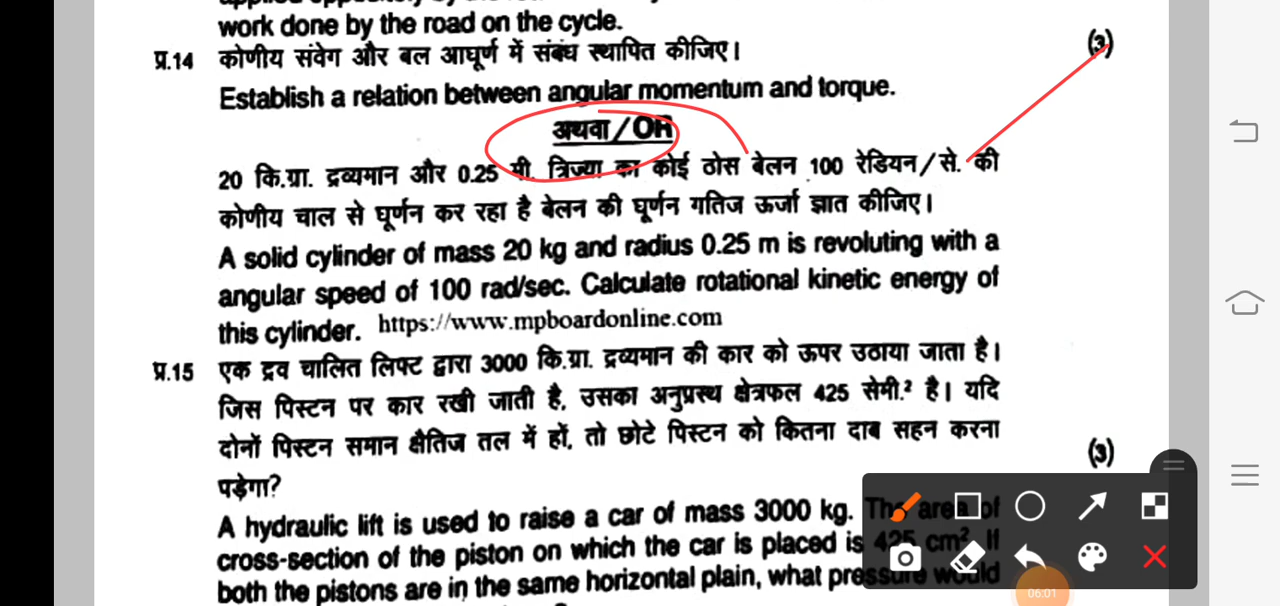 work done by the road on the cycle.
प्र.14 कोणीय संवेग और बल आघूर्ण में संबंध स्थापित कीजिए। (3)
Establish a relation between angular momentum and torque.
अथवा/OR
20 कि.ग्रा. द्रव्यमान और 0.25 मी. त्रिज्या का कोई ठोस बेलन 100 रेडियन/से. की
कोणीय चाल से घूर्णन कर रहा है बेलन की घूर्णन गतिज ऊर्जा ज्ञात कीजिए।
A solid cylinder of mass 20 kg and radius 0.25 m is revoluting with a
angular speed of 100 rad/sec. Calculate rotational kinetic energy of
this cylinder. https://www.mpboardonline.com
प्र.15 एक द्रव चालित लिफ्ट द्वारा 3000 कि.ग्रा. द्रव्यमान की कार को ऊपर उठाया जाता है।
जिस पिस्टन पर कार रखी जाती है, उसका अनुप्रस्थ क्षेत्रफल 425 सेमी.² है। यदि
दोनों पिस्टन समान क्षैतिज तल में हों, तो छोटे पिस्टन को कितना दाब सहन करना
पड़ेगा? (3)
A hydraulic lift is used to raise a car of mass 3000 kg. The area of
cross-section of the piston on which the car is placed is 425 cm². If
both the pistons are in the same horizontal plain, what pressure would
06:01